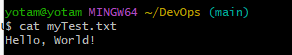 yotam@yotam MINGW64 ~/DevOps (main)
$ cat myTest.txt
Hello, World!